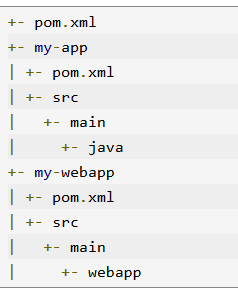 +- pom.xml
+- my-app
| +- pom.xml
| +- src
|   +- main
|     +- java
+- my-webapp
| +- pom.xml
| +- src
|   +- main
|     +- webapp